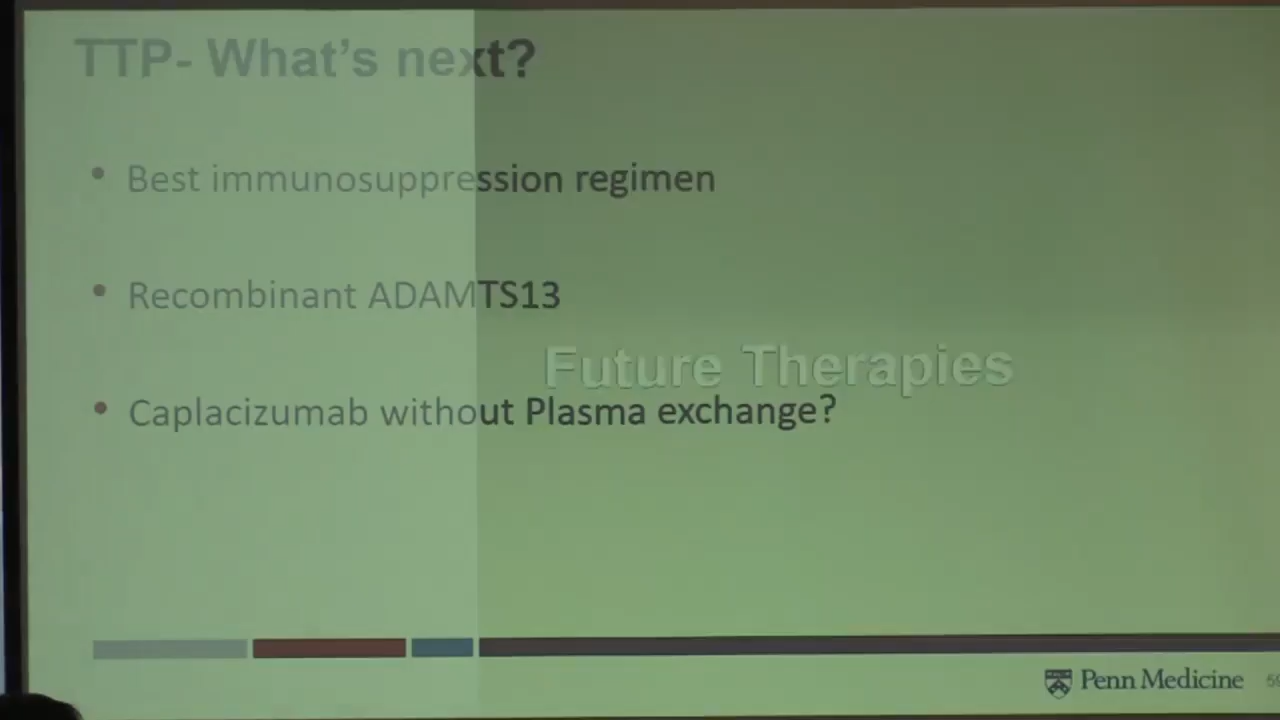 TTP- What's next?
• Best immunosuppression regimen
• Recombinant ADAMTS13
Future Therapies
• Caplacizumab without Plasma exchange?
Penn Medicine